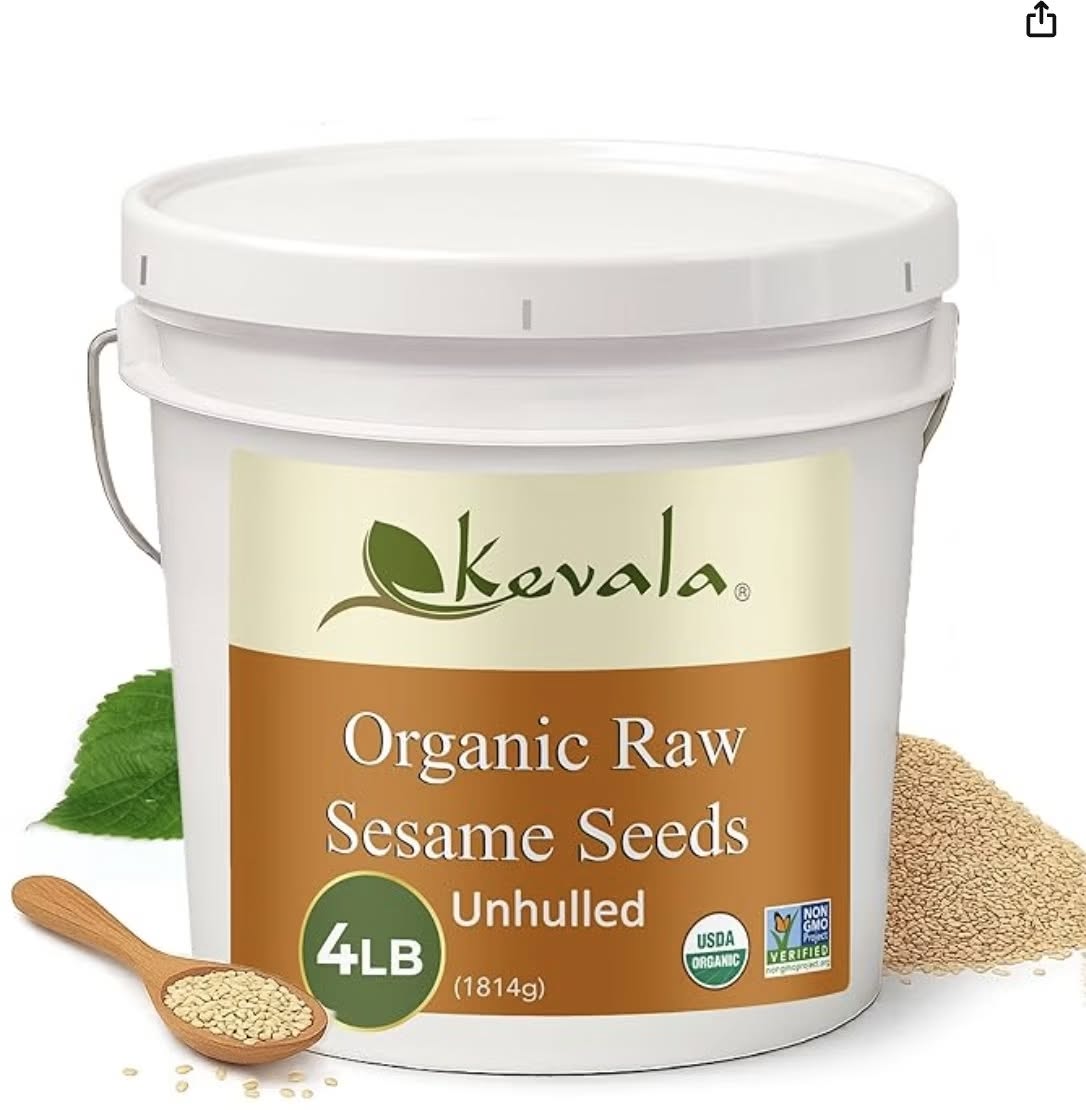 Kevala®
Organic Raw
Sesame Seeds
Unhulled
4LB
(1814g)
USDA
ORGANIC
NON
GMO
Project
VERIFIED
nongmoproject.org